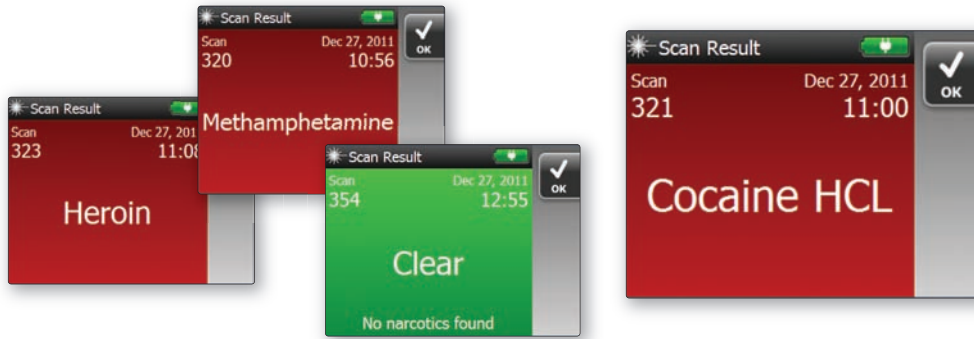 Scan Result
Scan Dec 27, 2011
320 10:56
Methamphetamine
OK
Scan Result
Scan Dec 27, 201
323 11:08
Heroin
Scan Result
Scan Dec 27, 2011
354 12:55
Clear
No narcotics found
OK
Scan Result
Scan Dec 27, 2011
321 11:00
Cocaine HCL
OK